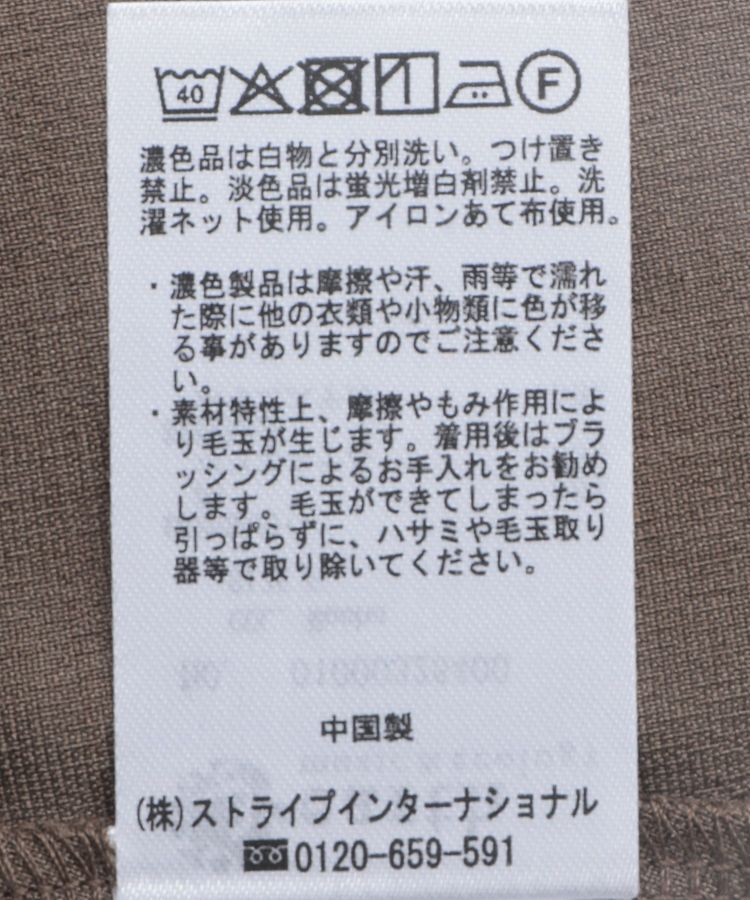 40 F
濃色品は白物と分別洗い。つけ置き
禁止。淡色品は蛍光増白剤禁止。洗
濯ネット使用。アイロンあて布使用。
・濃色製品は摩擦や汗、雨等で濡れ
た際に他の衣類や小物類に色が移
る事がありますのでご注意くださ
い。
・素材特性上、摩擦やもみ作用によ
り毛玉が生じます。着用後はブラ
ッシングによるお手入れをお勧め
します。毛玉ができてしまったら
引っぱらずに、ハサミや毛玉取り
器等で取り除いてください。
中国製
(株)ストライプインターナショナル
0120-659-591